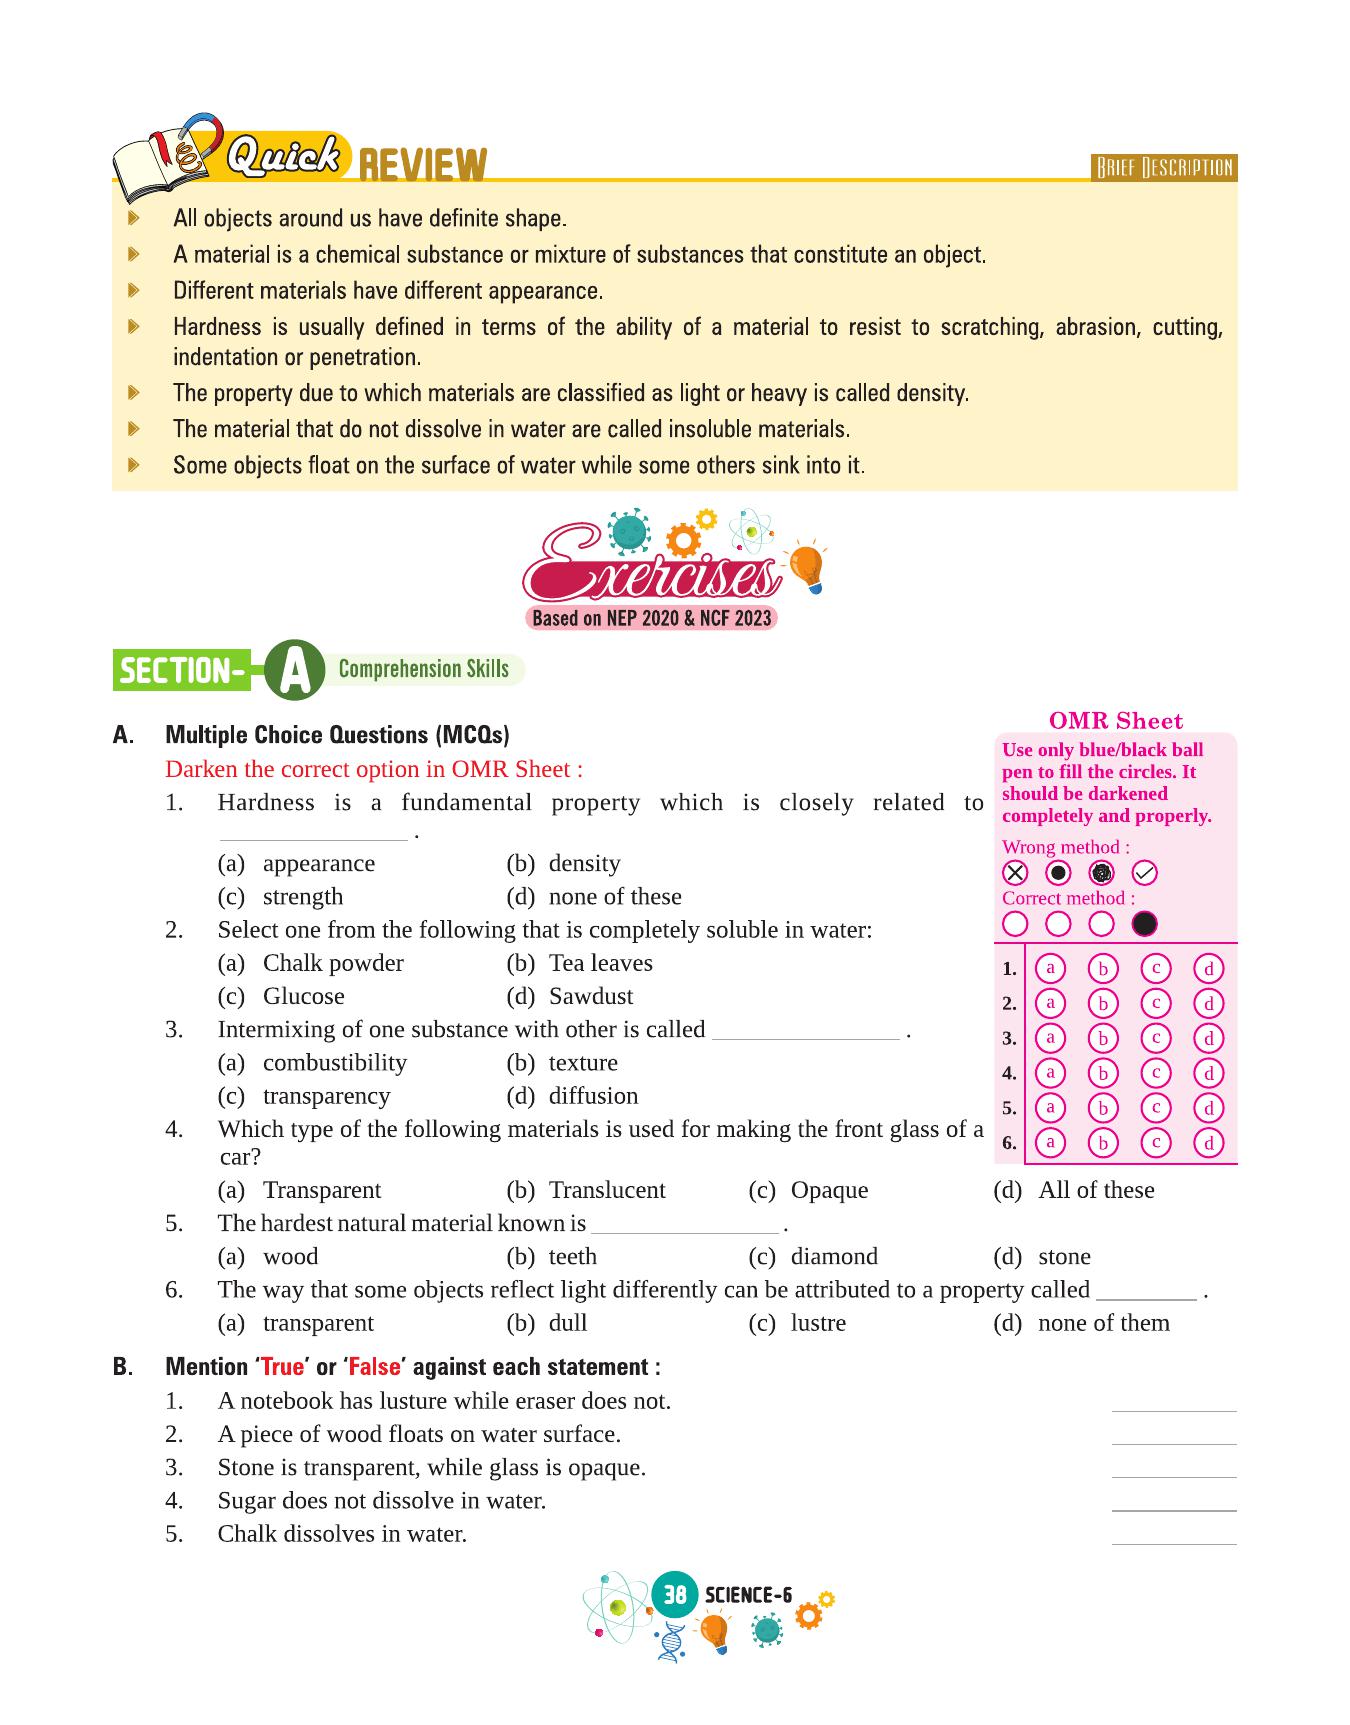 Quick REVIEW
BRIEF DESCRIPTION
All objects around us have definite shape.
A material is a chemical substance or mixture of substances that constitute an object.
Different materials have different appearance.
Hardness is usually defined in terms of the ability of a material to resist to scratching, abrasion, cutting,
indentation or penetration.
The property due to which materials are classified as light or heavy is called density.
The material that do not dissolve in water are called insoluble materials.
Some objects float on the surface of water while some others sink into it.
Exercises
Based on NEP 2020 & NCF 2023
SECTION- A Comprehension Skills
A. Multiple Choice Questions (MCQs)
Darken the correct option in OMR Sheet :
1. Hardness is a fundamental property which is closely related to
_______________ .
(a) appearance (b) density
(c) strength (d) none of these
2. Select one from the following that is completely soluble in water:
(a) Chalk powder (b) Tea leaves
(c) Glucose (d) Sawdust
3. Intermixing of one substance with other is called _______________ .
(a) combustibility (b) texture
(c) transparency (d) diffusion
4. Which type of the following materials is used for making the front glass of a
car?
(a) Transparent (b) Translucent (c) Opaque (d) All of these
5. The hardest natural material known is _______________ .
(a) wood (b) teeth (c) diamond (d) stone
6. The way that some objects reflect light differently can be attributed to a property called ________ .
(a) transparent (b) dull (c) lustre (d) none of them
OMR Sheet
Use only blue/black ball
pen to fill the circles. It
should be darkened
completely and properly.
Wrong method :
Correct method :
1. a b c d
2. a b c d
3. a b c d
4. a b c d
5. a b c d
6. a b c d
B. Mention ‘True’ or ‘False’ against each statement :
1. A notebook has lusture while eraser does not. __________
2. A piece of wood floats on water surface. __________
3. Stone is transparent, while glass is opaque. __________
4. Sugar does not dissolve in water. __________
5. Chalk dissolves in water. __________
38 SCIENCE-6